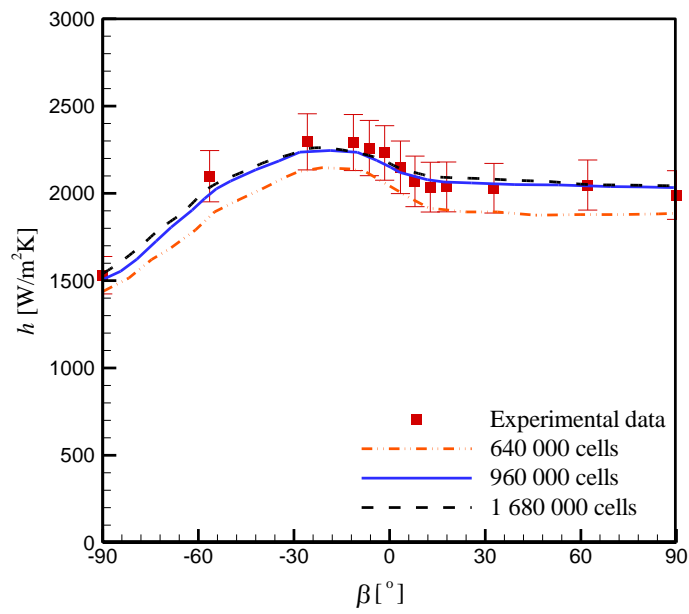 3000
2500
2000
1500
1000
500
0
h [W/m²K]
Experimental data
640 000 cells
960 000 cells
1 680 000 cells
-90 -60 -30 0 30 60 90
β [°]